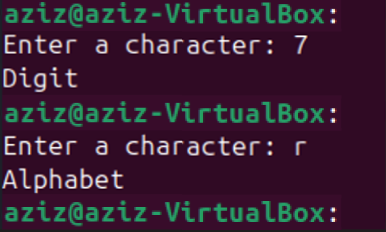 aziz@aziz-VirtualBox:
Enter a character: 7
Digit
aziz@aziz-VirtualBox:
Enter a character: r
Alphabet
aziz@aziz-VirtualBox: